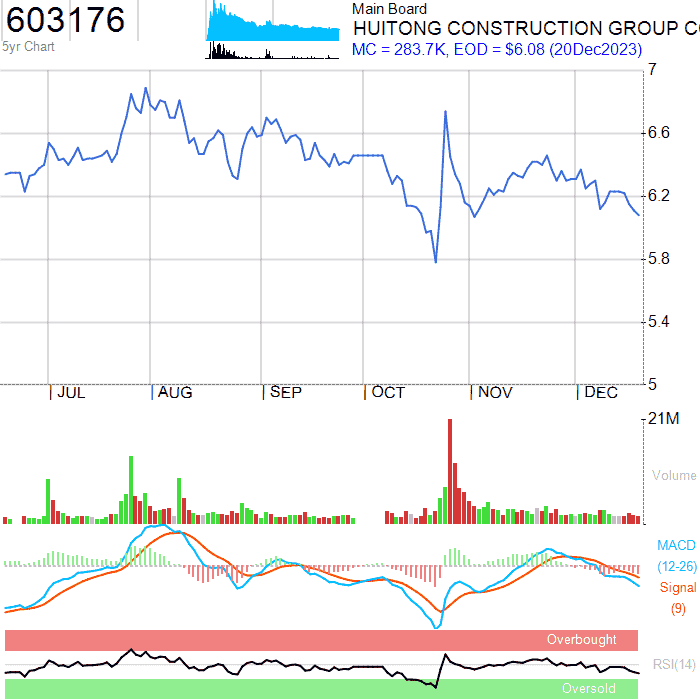 603176
5yr Chart
Main Board
HUITONG CONSTRUCTION GROUP CO
MC = 283.7K, EOD = $6.08 (20Dec2023)
7
6.6
6.2
5.8
5.4
5
JUL AUG SEP OCT NOV DEC
21M
Volume
MACD
(12-26)
Signal
(9)
Overbought
RSI(14)
Oversold